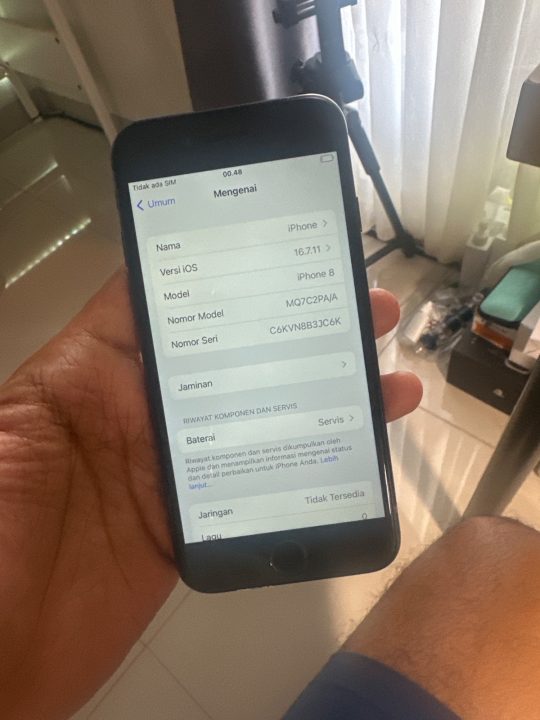 Tidak ada SIM
00.48
Umum
Mengenai
Nama
iPhone
Versi iOS
16.7.11
Model
iPhone 8
Nomor Model
MQ7C2PA/A
Nomor Seri
C6KVN8B3JC6K
Jaminan
RIWAYAT KOMPONEN DAN SERVIS
Baterai
Servis
Riwayat komponen dan servis dikumpulkan oleh
Apple dan menampilkan informasi mengenai status
dan detail perbaikan untuk iPhone Anda. Lebih
lanjut...
Jaringan
Tidak Tersedia
Lagu
0